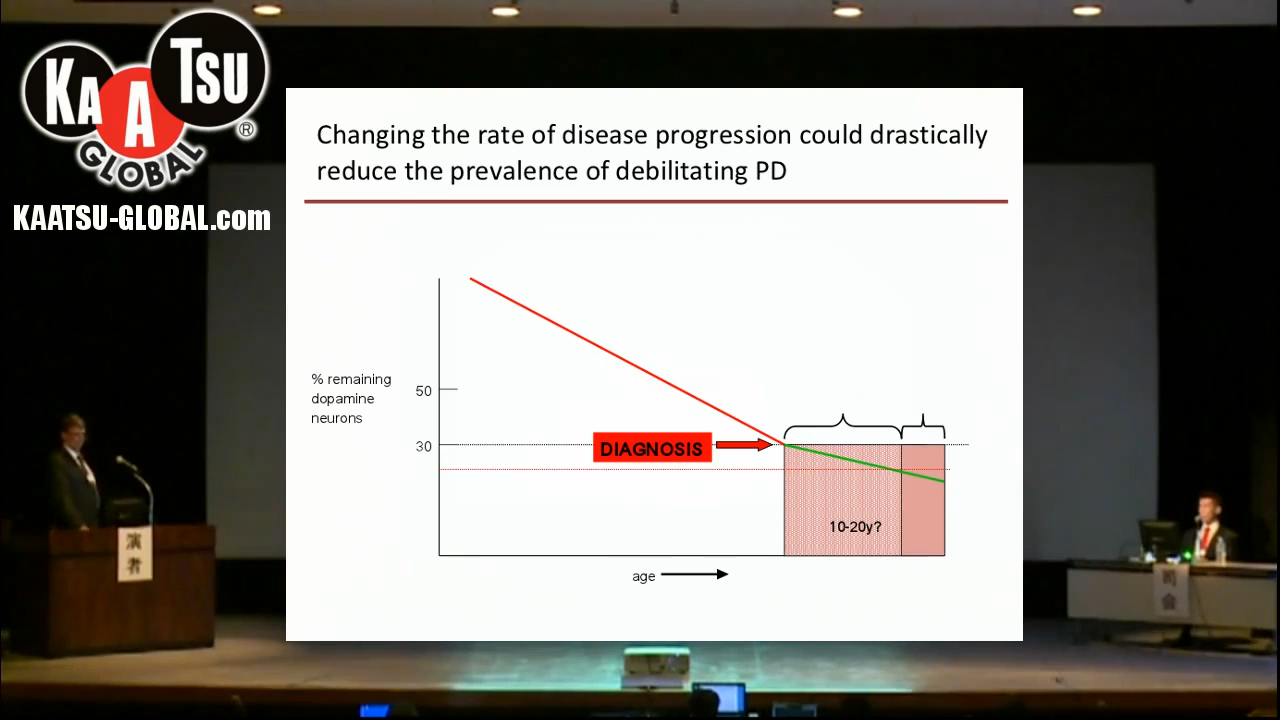 KAATSU
GLOBAL
®
KAATSU-GLOBAL.com
Changing the rate of disease progression could drastically
reduce the prevalence of debilitating PD
% remaining
dopamine
neurons
50
30
DIAGNOSIS
10-20y?
age
演
者
司
会